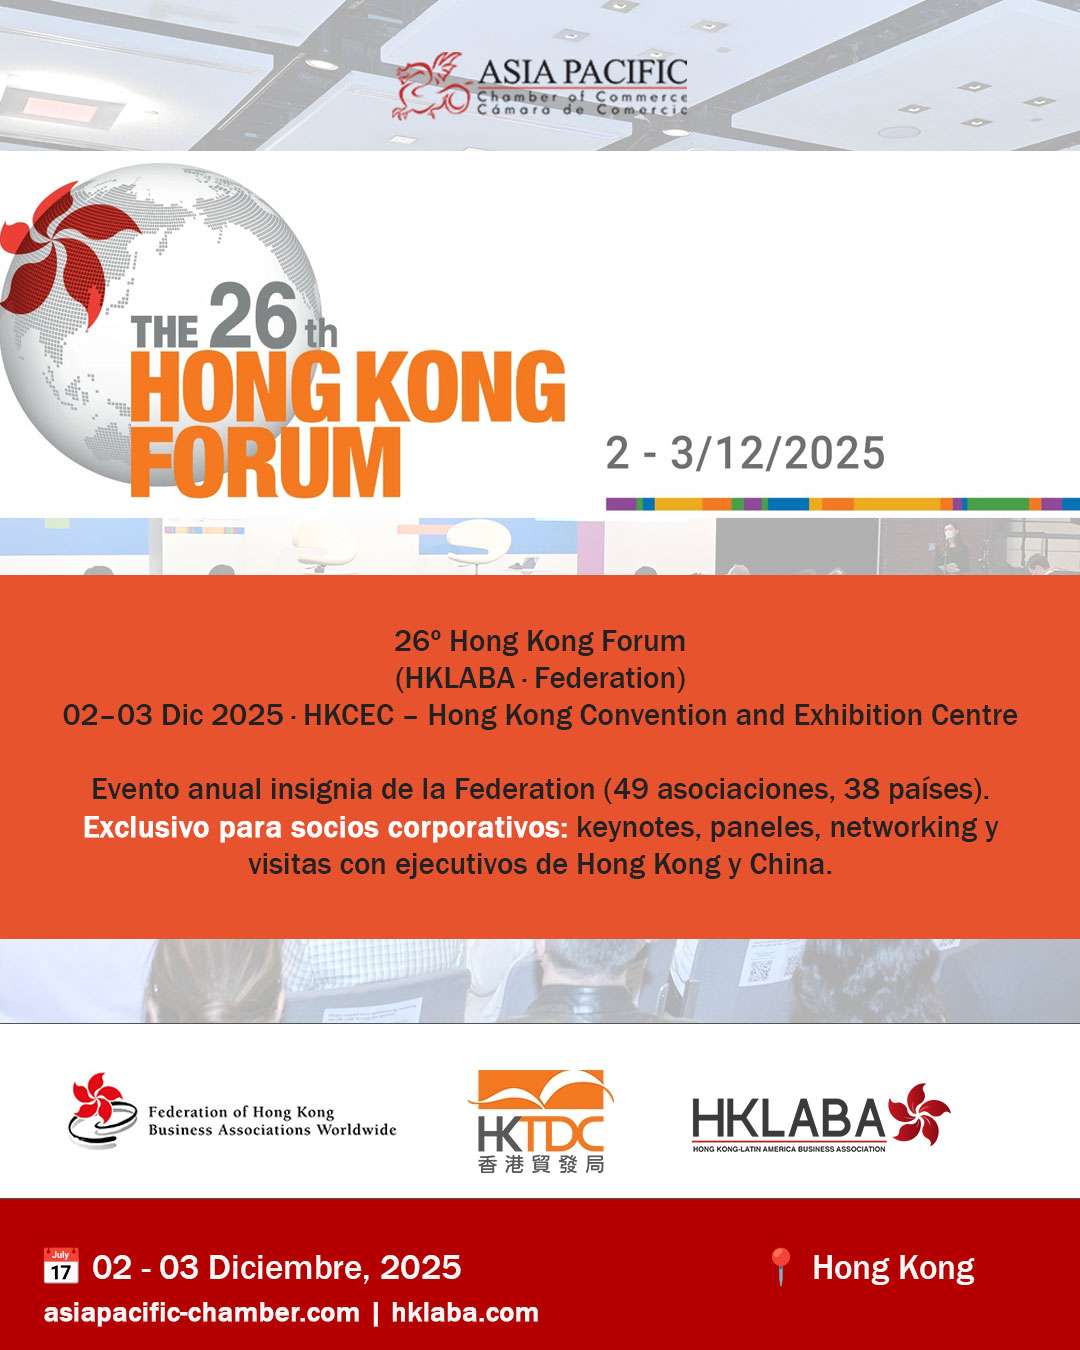 ASIA PACIFIC
Chamber of Commerce
Cámara de Comercio
THE 26th
HONG KONG
FORUM
2 - 3/12/2025
26º Hong Kong Forum
(HKLABA · Federation)
02–03 Dic 2025 · HKCEC – Hong Kong Convention and Exhibition Centre
Evento anual insignia de la Federation (49 asociaciones, 38 países).
Exclusivo para socios corporativos: keynotes, paneles, networking y
visitas con ejecutivos de Hong Kong y China.
Federation of Hong Kong
Business Associations Worldwide
HKTDC
香港貿發局
HKLABA
HONG KONG-LATIN AMERICA BUSINESS ASSOCIATION
July
17
02 - 03 Diciembre, 2025
Hong Kong
asiapacific-chamber.com | hklaba.com